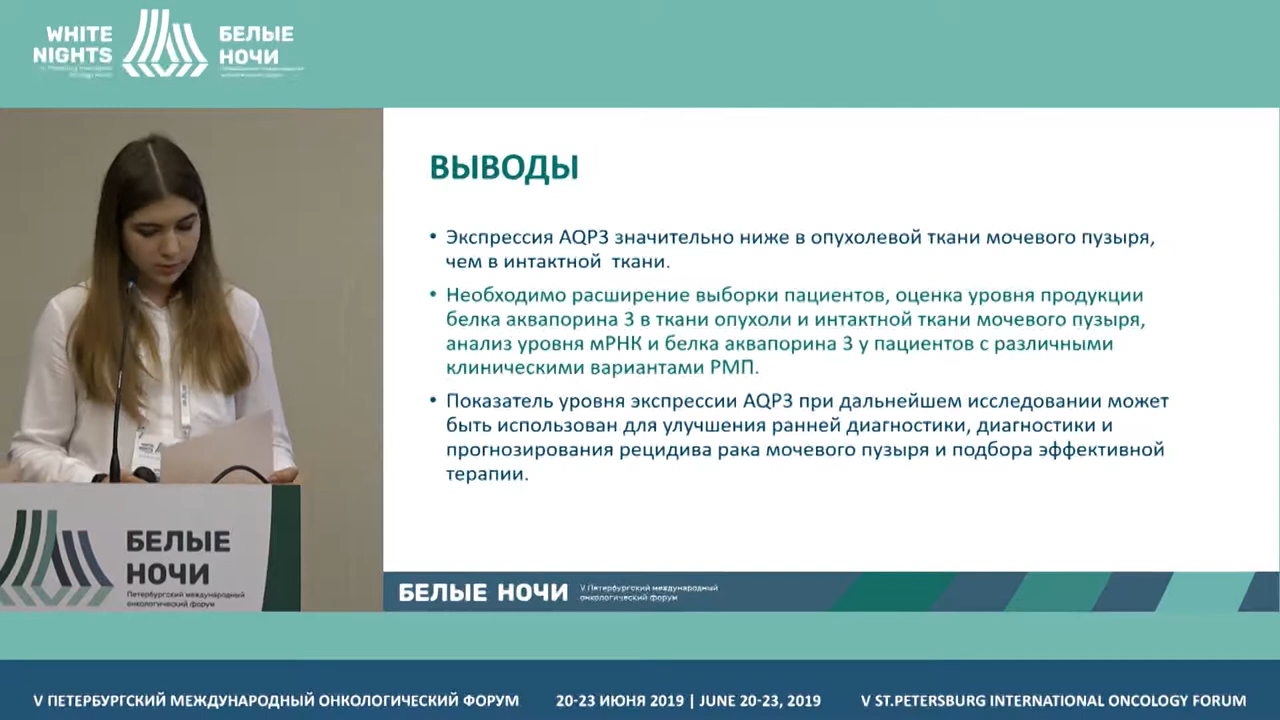 WHITE
NIGHTS
БЕЛЫЕ
НОЧИ
ВЫВОДЫ
• Экспрессия AQP3 значительно ниже в опухолевой ткани мочевого пузыря,
чем в интактной ткани.
• Необходимо расширение выборки пациентов, оценка уровня продукции
белка аквапорина 3 в ткани опухоли и интактной ткани мочевого пузыря,
анализ уровня мРНК и белка аквапорина 3 у пациентов с различными
клиническими вариантами РМП.
• Показатель уровня экспрессии AQP3 при дальнейшем исследовании может
быть использован для улучшения ранней диагностики, диагностики и
прогнозирования рецидива рака мочевого пузыря и подбора эффективной
терапии.
БЕЛЫЕ
НОЧИ
Петербургский международный
онкологический форум
БЕЛЫЕ НОЧИ
V Петербургский международный
онкологический форум
V ПЕТЕРБУРГСКИЙ МЕЖДУНАРОДНЫЙ ОНКОЛОГИЧЕСКИЙ ФОРУМ
20-23 ИЮНЯ 2019 | JUNE 20-23, 2019
V ST.PETERSBURG INTERNATIONAL ONCOLOGY FORUM